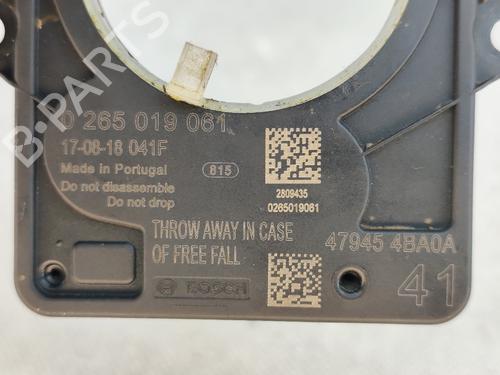 B-PARTS
0 265 019 061
17-08-18 041F
Made in Portugal
815
Do not disassemble
Do not drop
2809435
0265019061
THROW AWAY IN CASE
OF FREE FALL
47945 4BA0A
41
BOSCH